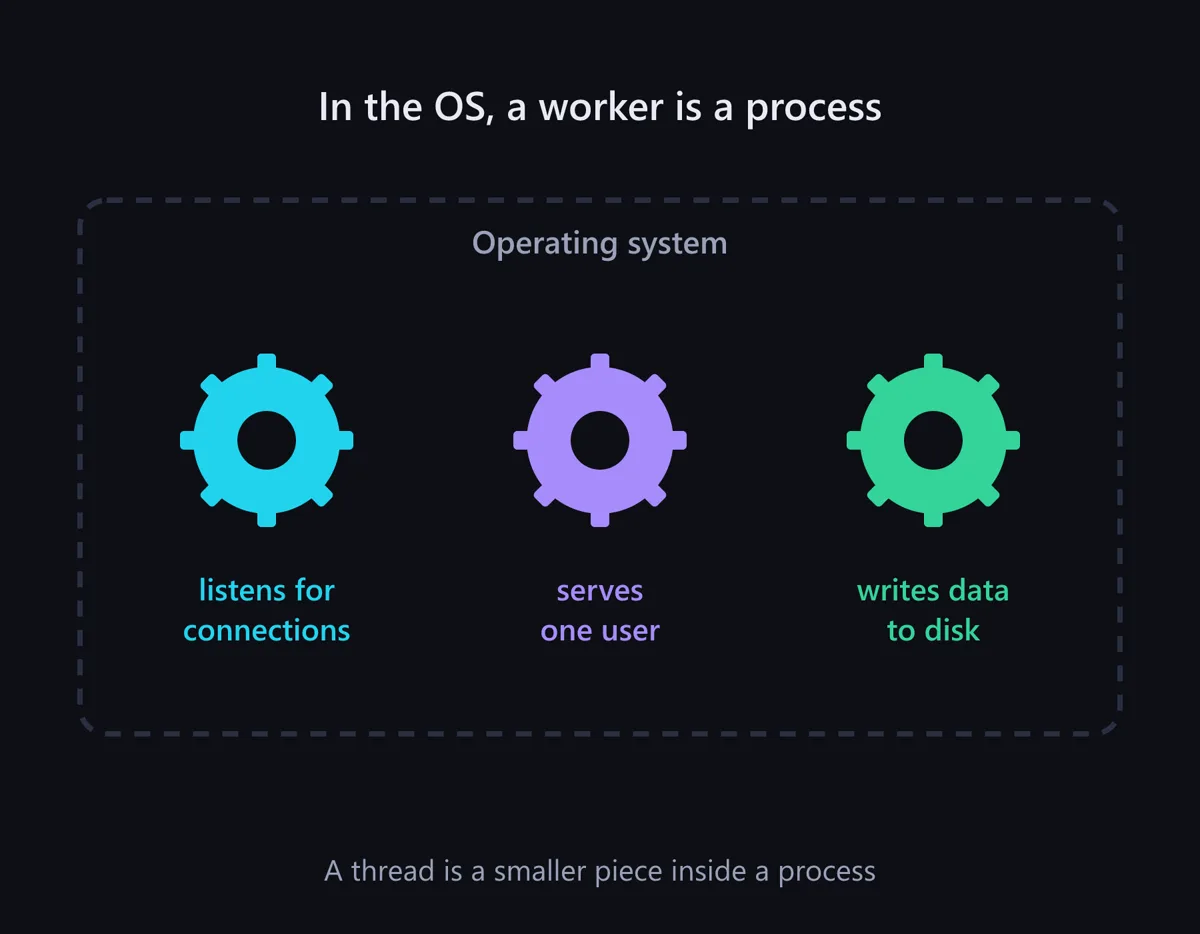 In the OS, a worker is a process
Operating system
listens for
connections
serves
one user
writes data
to disk
A thread is a smaller piece inside a process